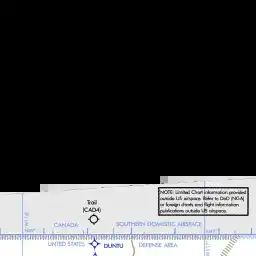 NOTE: Limited Chart information provided
outside US airspace. Refer to DoD (NGA)
or foreign charts and flight information
publications outside US airspace.
Trail
(CAD4)
CANADA
SOUTHERN DOMESTIC AIRSPACE
UNITED STATES
DUNTU
DEFENSE AREA